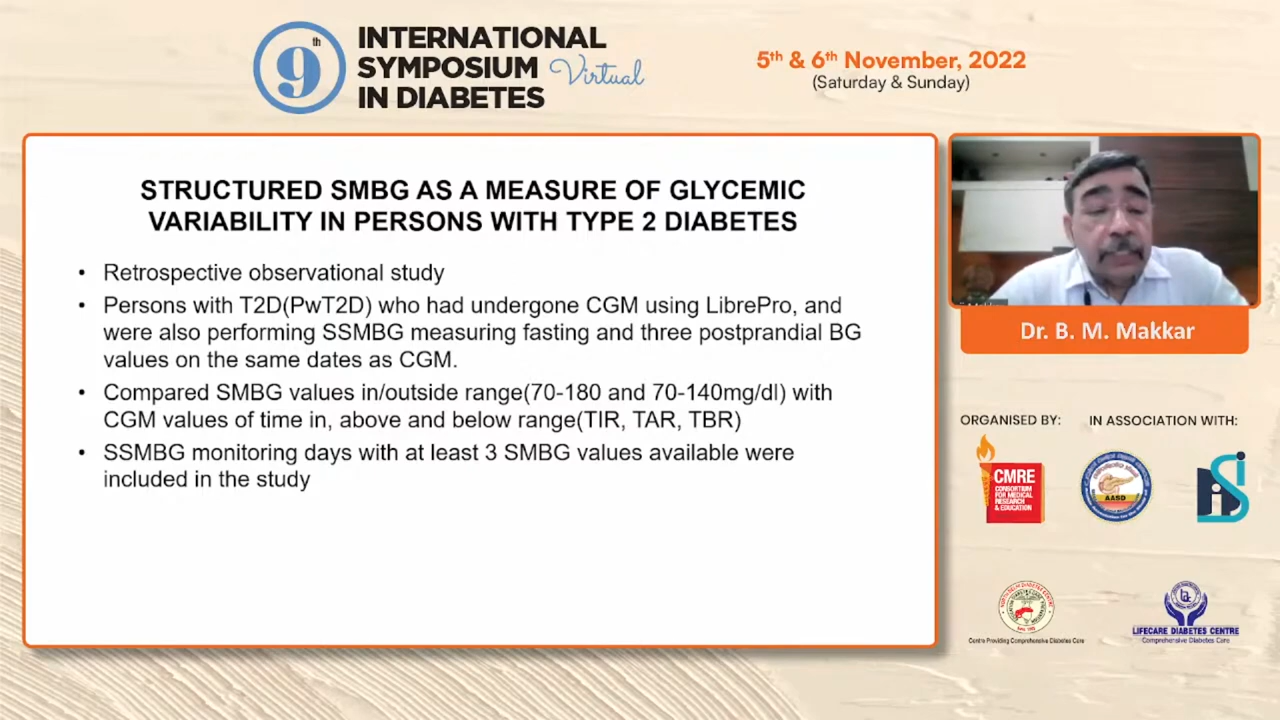 9th
INTERNATIONAL
SYMPOSIUM Virtual
IN DIABETES
5th & 6th November, 2022
(Saturday & Sunday)
STRUCTURED SMBG AS A MEASURE OF GLYCEMIC
VARIABILITY IN PERSONS WITH TYPE 2 DIABETES
• Retrospective observational study
• Persons with T2D(PwT2D) who had undergone CGM using LibrePro, and
were also performing SSMBG measuring fasting and three postprandial BG
values on the same dates as CGM.
• Compared SMBG values in/outside range(70-180 and 70-140mg/dl) with
CGM values of time in, above and below range(TIR, TAR, TBR)
• SSMBG monitoring days with at least 3 SMBG values available were
included in the study
Dr. B. M. Makkar
ORGANISED BY:
IN ASSOCIATION WITH:
CMRE
CONSORTIUM
FOR MEDICAL
RESEARCH
& EDUCATION
AASD
Centre Providing Comprehensive Diabetes Care
LIFECARE DIABETES CENTRE
Comprehensive Diabetes Care